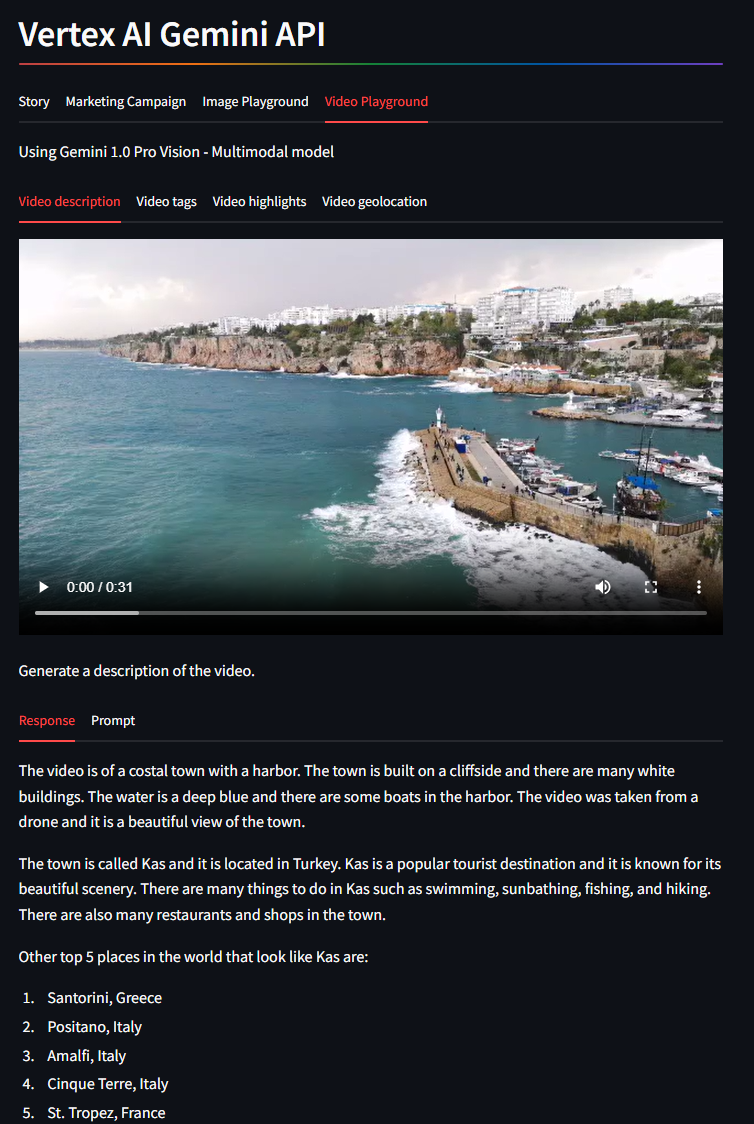 Vertex AI Gemini API
Story Marketing Campaign Image Playground Video Playground
Using Gemini 1.0 Pro Vision - Multimodal model
Video description Video tags Video highlights Video geolocation
0:00 / 0:31
Generate a description of the video.
Response Prompt
The video is of a costal town with a harbor. The town is built on a cliffside and there are many white
buildings. The water is a deep blue and there are some boats in the harbor. The video was taken from a
drone and it is a beautiful view of the town.
The town is called Kas and it is located in Turkey. Kas is a popular tourist destination and it is known for its
beautiful scenery. There are many things to do in Kas such as swimming, sunbathing, fishing, and hiking.
There are also many restaurants and shops in the town.
Other top 5 places in the world that look like Kas are:
1. Santorini, Greece
2. Positano, Italy
3. Amalfi, Italy
4. Cinque Terre, Italy
5. St. Tropez, France